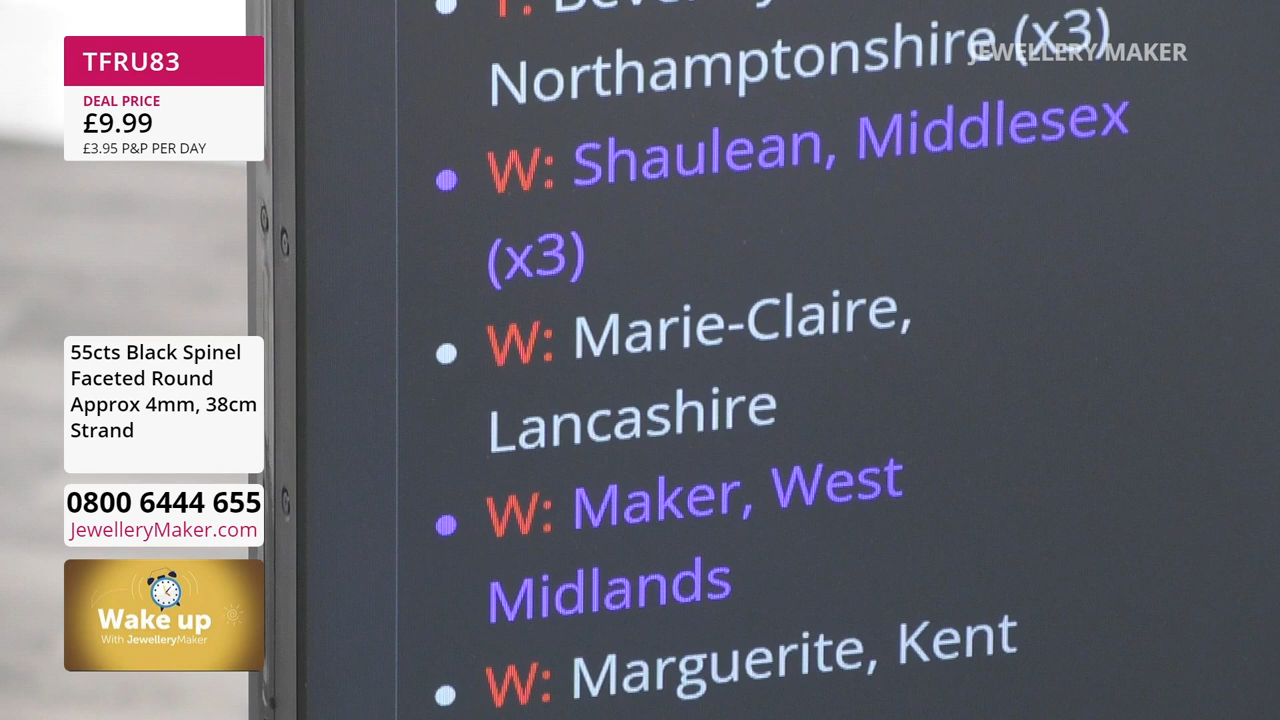 TFRU83
DEAL PRICE
£9.99
£3.95 P&P PER DAY
55cts Black Spinel
Faceted Round
Approx 4mm, 38cm
Strand
0800 6444 655
JewelleryMaker.com
Wake up
With JewelleryMaker
JEWELLERY MAKER
Northamptonshire (x3)
W: Shaulean, Middlesex
(x3)
W: Marie-Claire,
Lancashire
W: Maker, West
Midlands
W: Marguerite, Kent